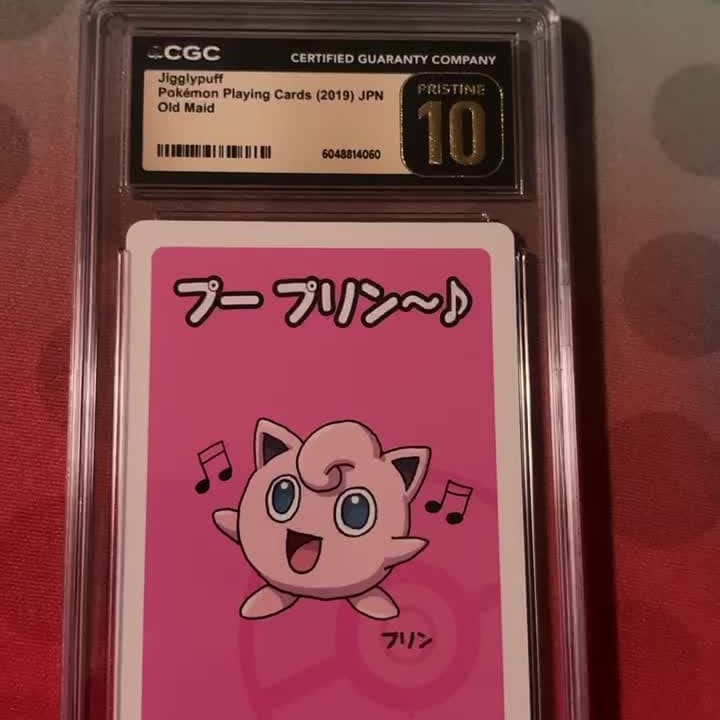 CGC
CERTIFIED GUARANTY COMPANY
Jigglypuff
Pokémon Playing Cards (2019) JPN
Old Maid
6048814060
PRISTINE
10
プー プリン〜♪
プリン